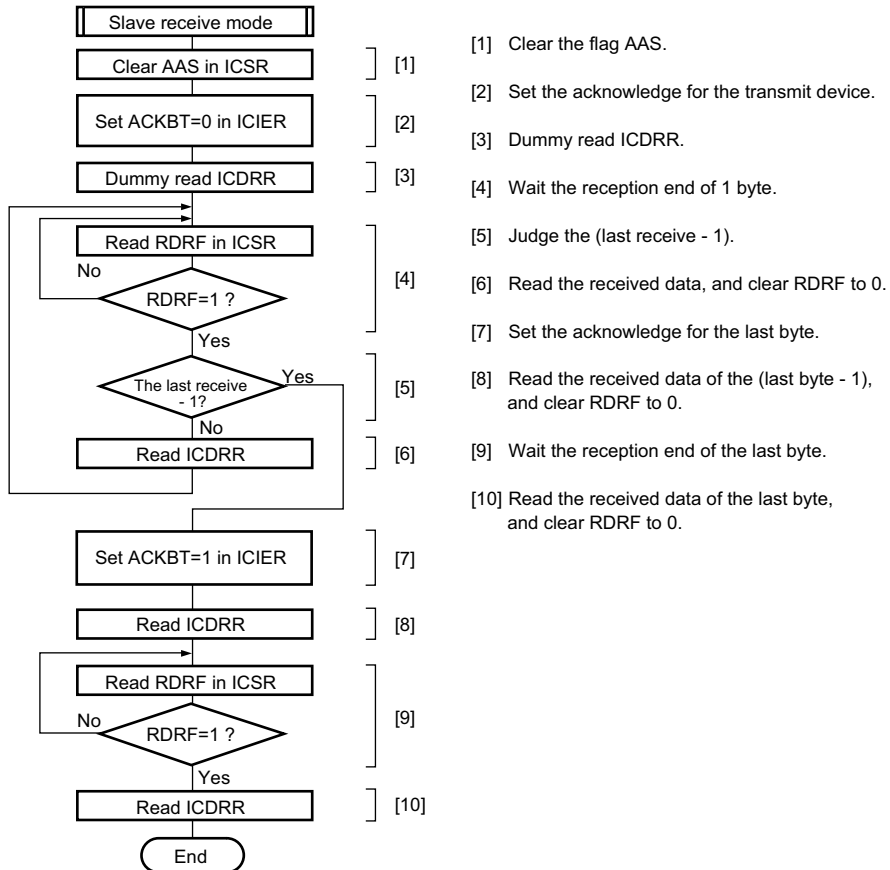 Slave receive mode
Clear AAS in ICSR
[1]
Set ACKBT=0 in ICIER
[2]
Dummy read ICDRR
[3]
Read RDRF in ICSR
No
[4]
RDRF=1 ?
Yes
The last receive
- 1?
Yes
[5]
No
Read ICDRR
[6]
Set ACKBT=1 in ICIER
[7]
Read ICDRR
[8]
Read RDRF in ICSR
No
[9]
RDRF=1 ?
Yes
Read ICDRR
[10]
End
[1] Clear the flag AAS.
[2] Set the acknowledge for the transmit device.
[3] Dummy read ICDRR.
[4] Wait the reception end of 1 byte.
[5] Judge the (last receive - 1).
[6] Read the received data, and clear RDRF to 0.
[7] Set the acknowledge for the last byte.
[8] Read the received data of the (last byte - 1),
and clear RDRF to 0.
[9] Wait the reception end of the last byte.
[10] Read the received data of the last byte,
and clear RDRF to 0.